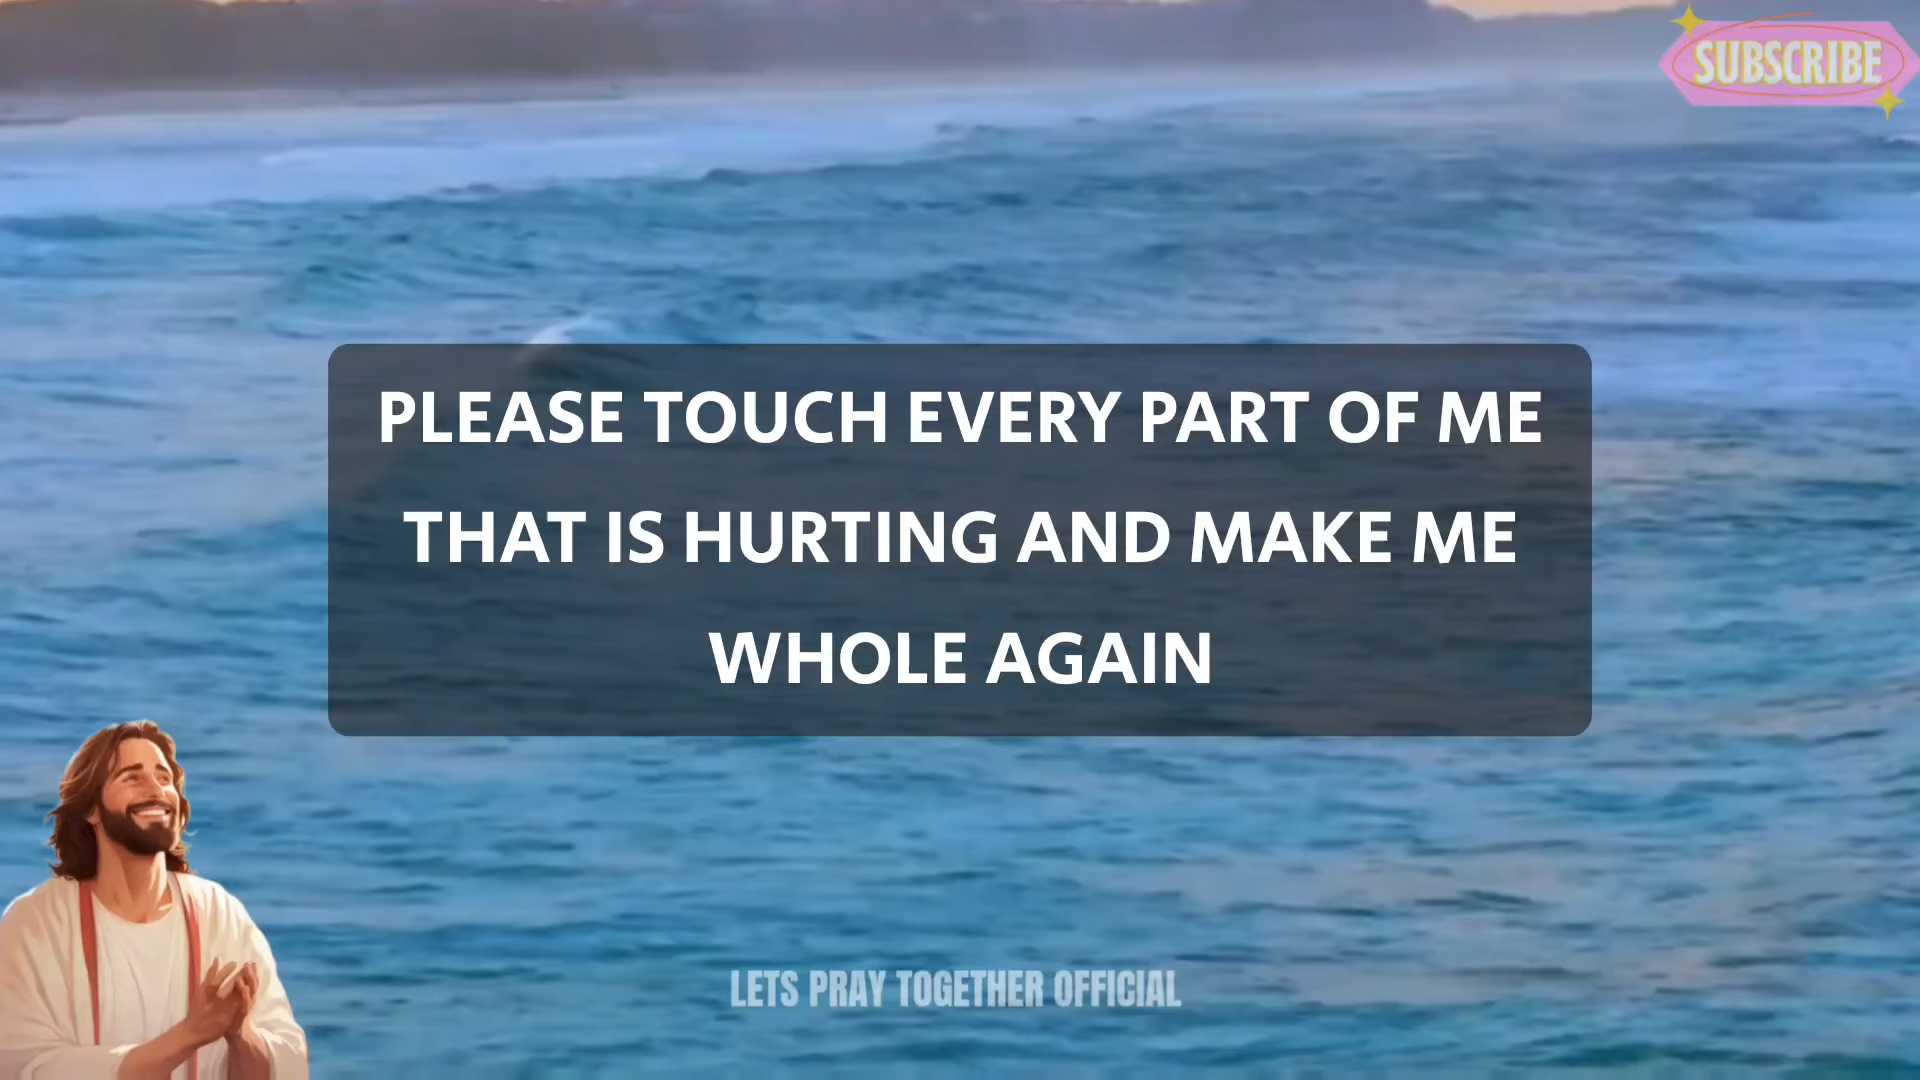 SUBSCRIBE
PLEASE TOUCH EVERY PART OF ME
THAT IS HURTING AND MAKE ME
WHOLE AGAIN
LETS PRAY TOGETHER OFFICIAL